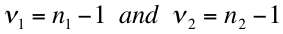 ν₁ = n₁ − 1 and ν₂ = n₂ − 1